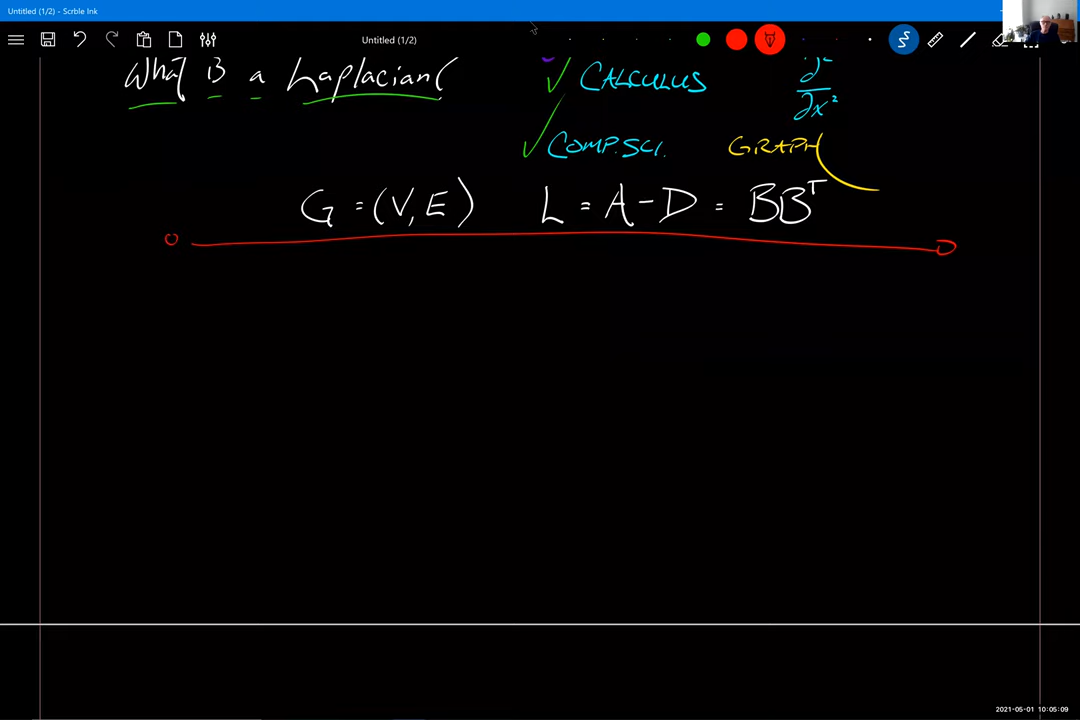 Untitled (1/2) - Scrble Ink
Untitled (1/2)
What is a Laplacian?
✓ CALCULUS ∂²/∂x²
✓ COMP. SCI. GRAPH
G = (V, E) L = A - D = BBᵀ
2021-05-01 10:05:09